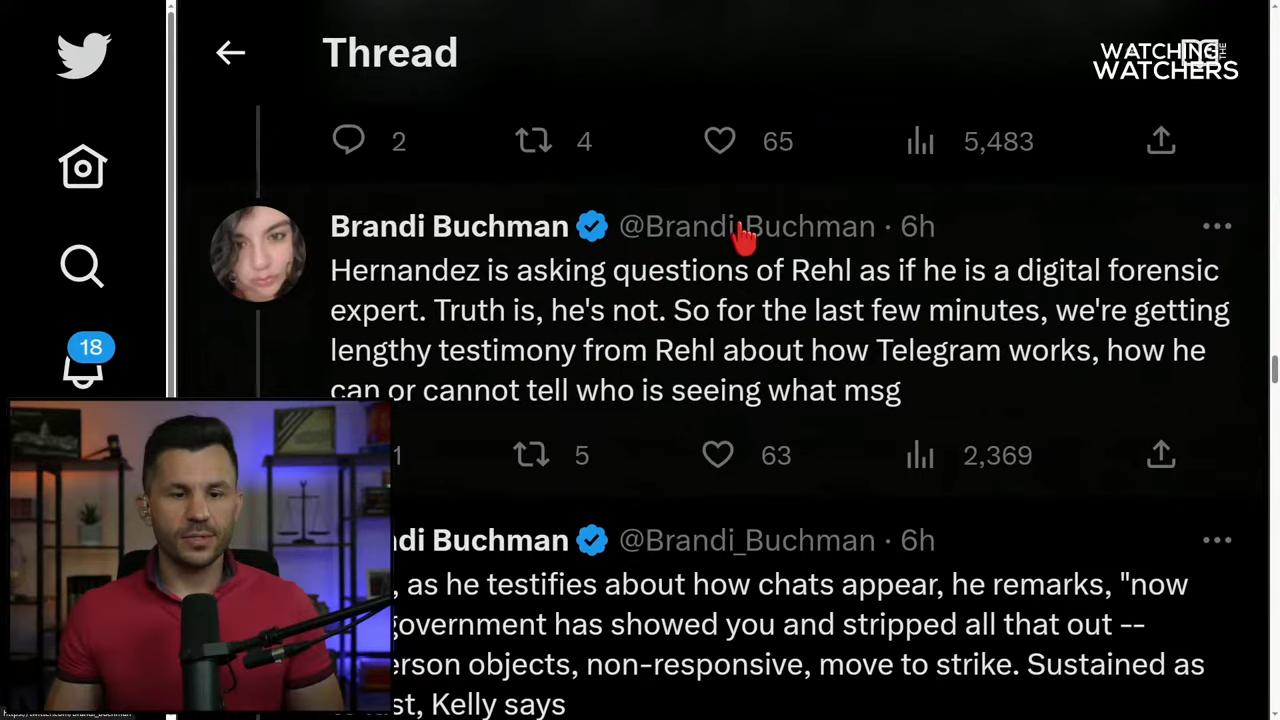 Thread
WATCHING THE
WATCHERS
2 4 65 5,483
Brandi Buchman @Brandi_Buchman · 6h
Hernandez is asking questions of Rehl as if he is a digital forensic
expert. Truth is, he's not. So for the last few minutes, we're getting
lengthy testimony from Rehl about how Telegram works, how he
can or cannot tell who is seeing what msg
18
1 5 63 2,369
di Buchman @Brandi_Buchman · 6h
, as he testifies about how chats appear, he remarks, "now
government has showed you and stripped all that out --
erson objects, non-responsive, move to strike. Sustained as
st, Kelly says